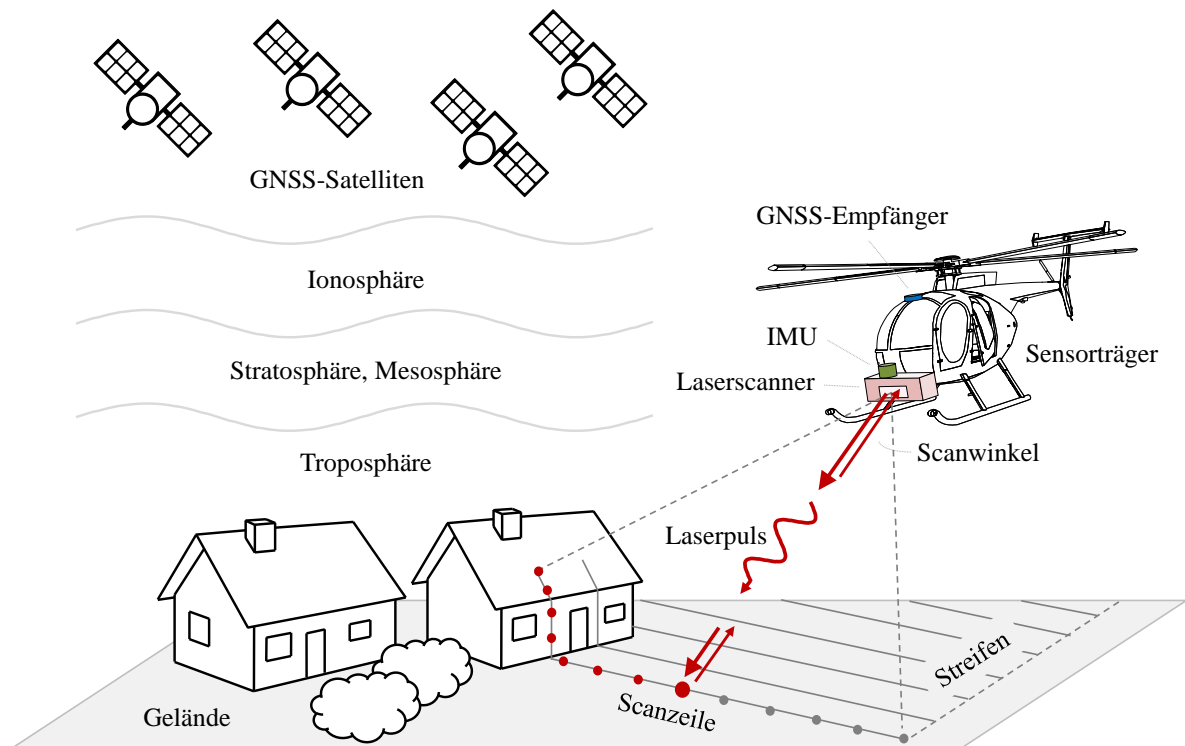 GNSS-Satelliten
GNSS-Empfänger
Ionosphäre
IMU
Sensorträger
Stratosphäre, Mesosphäre
Laserscanner
Troposphäre
Scanwinkel
Laserpuls
Streifen
Gelände
Scanzeile